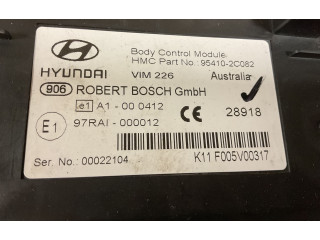 Body Control Module
HMC Part No : 95410-2C082
HYUNDAI VIM 226 Australia
906 ROBERT BOSCH GmbH
e1 A1- 00 0412 CE 28918
E1 97RAI -000012
Ser. No.: 00022104 K11 F005V00317